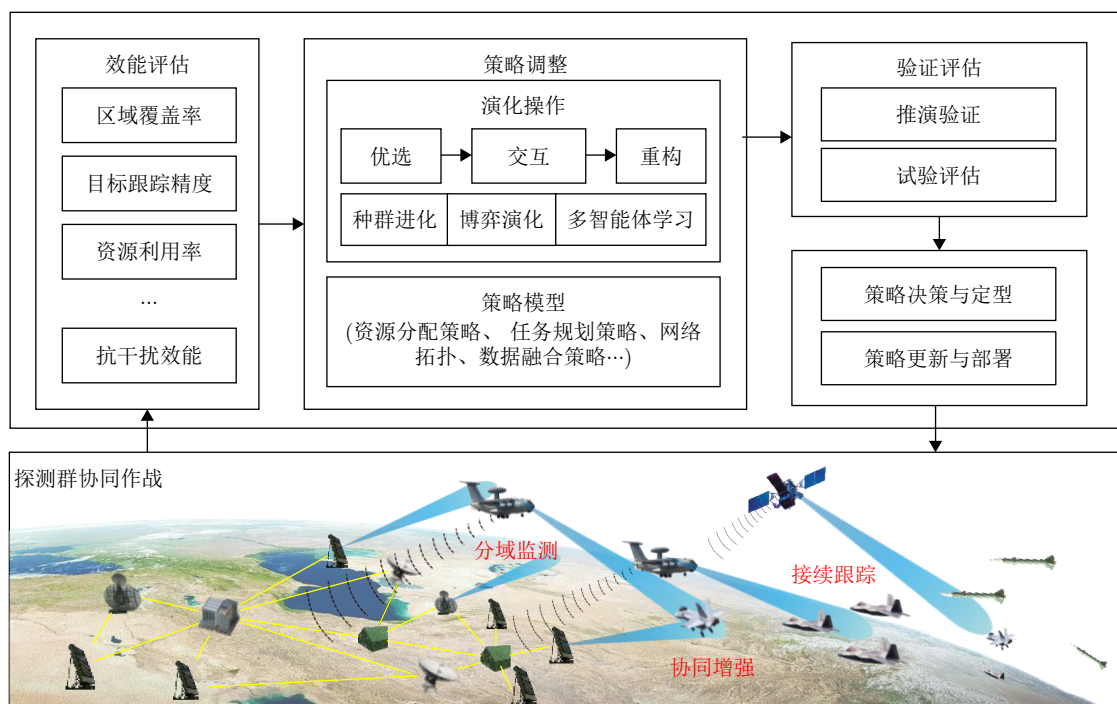 效能评估
区域覆盖率
目标跟踪精度
资源利用率
...
抗干扰效能
策略调整
演化操作
优选
交互
重构
种群进化
博弈演化
多智能体学习
策略模型
(资源分配策略、 任务规划策略、网络
拓扑、数据融合策略…)
验证评估
推演验证
试验评估
策略决策与定型
策略更新与部署
探测群协同作战
分域监测
接续跟踪
协同增强